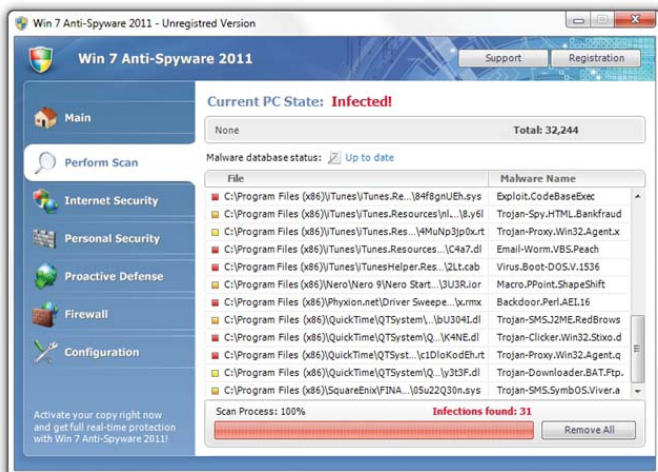 Win 7 Anti-Spyware 2011 - Unregistred Version
Win 7 Anti-Spyware 2011
Support
Registration
Main
Perform Scan
Internet Security
Personal Security
Proactive Defense
Firewall
Configuration
Activate your copy right now
and get full real-time protection
with Win 7 Anti-Spyware 2011!
Current PC State: Infected!
None Total: 32,244
Malware database status: Up to date
File Malware Name
C:\Program Files (x86)\iTunes\iTunes.Re...\84f8gnUEh.sys Exploit.CodeBaseExec
C:\Program Files (x86)\iTunes\iTunes.Resources\nl...\8.y6l Trojan-Spy.HTML.Bankfraud
C:\Program Files (x86)\iTunes\iTunes.Res...\4MuNp3jp0x.rt Trojan-Proxy.Win32.Agent.x
C:\Program Files (x86)\iTunes\iTunes.Resources...\C4a7.dl Email-Worm.VBS.Peach
C:\Program Files (x86)\iTunes\iTunesHelper.Res...\2Lt.cab Virus.Boot-DOS.V.1536
C:\Program Files (x86)\Nero\Nero 9\Nero Start...\3U3R.ior Macro.PPoint.ShapeShift
C:\Program Files (x86)\Phyxion.net\Driver Sweepe...\x.rmx Backdoor.Perl.AEI.16
C:\Program Files (x86)\QuickTime\QTSystem\...\bU304I.dl Trojan-SMS.J2ME.RedBrows
C:\Program Files (x86)\QuickTime\QTSystem\Q...\K4NE.dl Trojan-Clicker.Win32.Stixo.d
C:\Program Files (x86)\QuickTime\QTSyst...\c1DloKodEh.rt Trojan-Proxy.Win32.Agent.q
C:\Program Files (x86)\QuickTime\QTSystem\Q...\y3t3F.dl Trojan-Downloader.BAT.Ftp.
C:\Program Files (x86)\SquareEnix\FINA...\05u22Q30n.sys Trojan-SMS.SymbOS.Viver.a
Scan Process: 100% Infections found: 31
Remove All